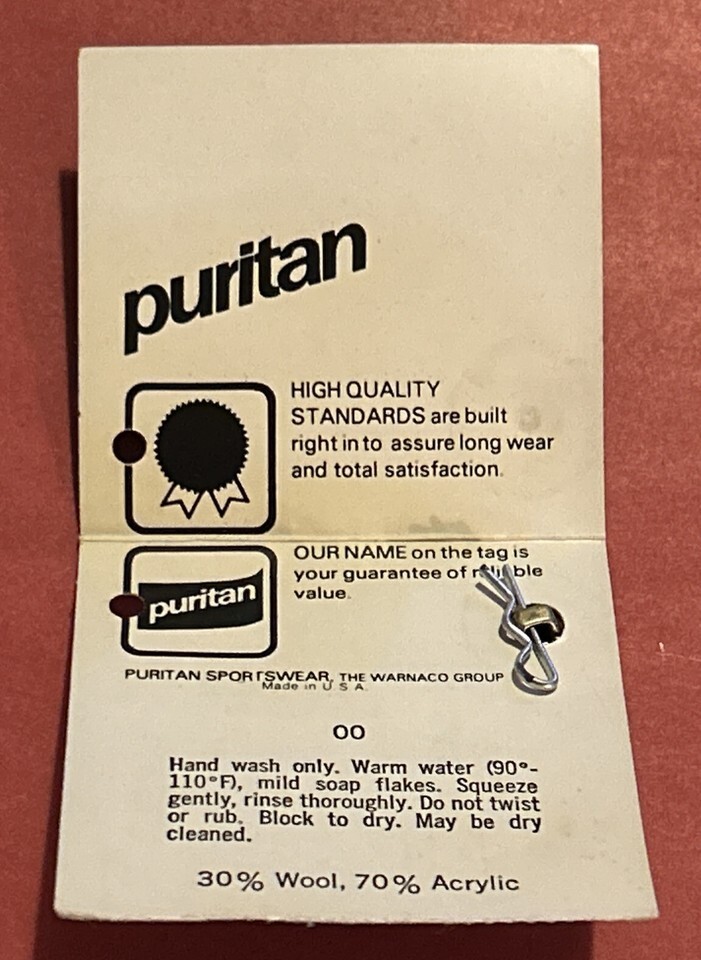 puritan
HIGH QUALITY
STANDARDS are built
right in to assure long wear
and total satisfaction.
OUR NAME on the tag is
your guarantee of reliable
value.
puritan
PURITAN SPORTSWEAR, THE WARNACO GROUP
Made in U S A.
OO
Hand wash only. Warm water (90°-
110°F), mild soap flakes. Squeeze
gently, rinse thoroughly. Do not twist
or rub. Block to dry. May be dry
cleaned.
30% Wool, 70% Acrylic